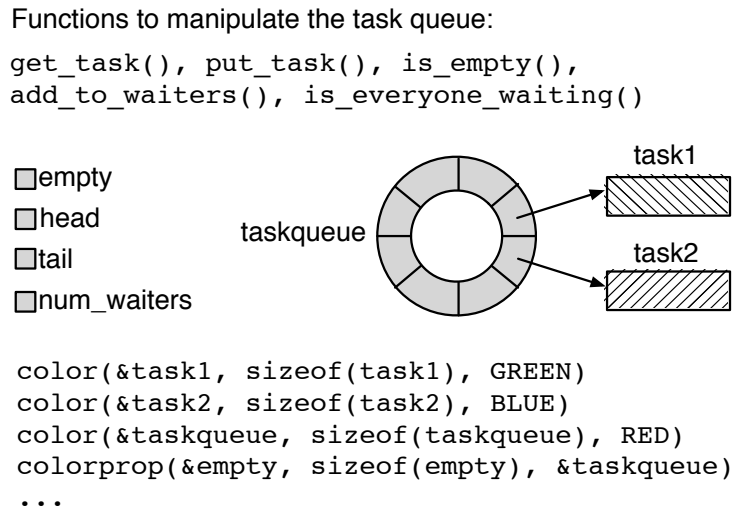 Functions to manipulate the task queue:
get_task(), put_task(), is_empty(),
add_to_waiters(), is_everyone_waiting()
task1
empty
head
taskqueue
tail
task2
num_waiters
color(&task1, sizeof(task1), GREEN)
color(&task2, sizeof(task2), BLUE)
color(&taskqueue, sizeof(taskqueue), RED)
colorprop(&empty, sizeof(empty), &taskqueue)
...